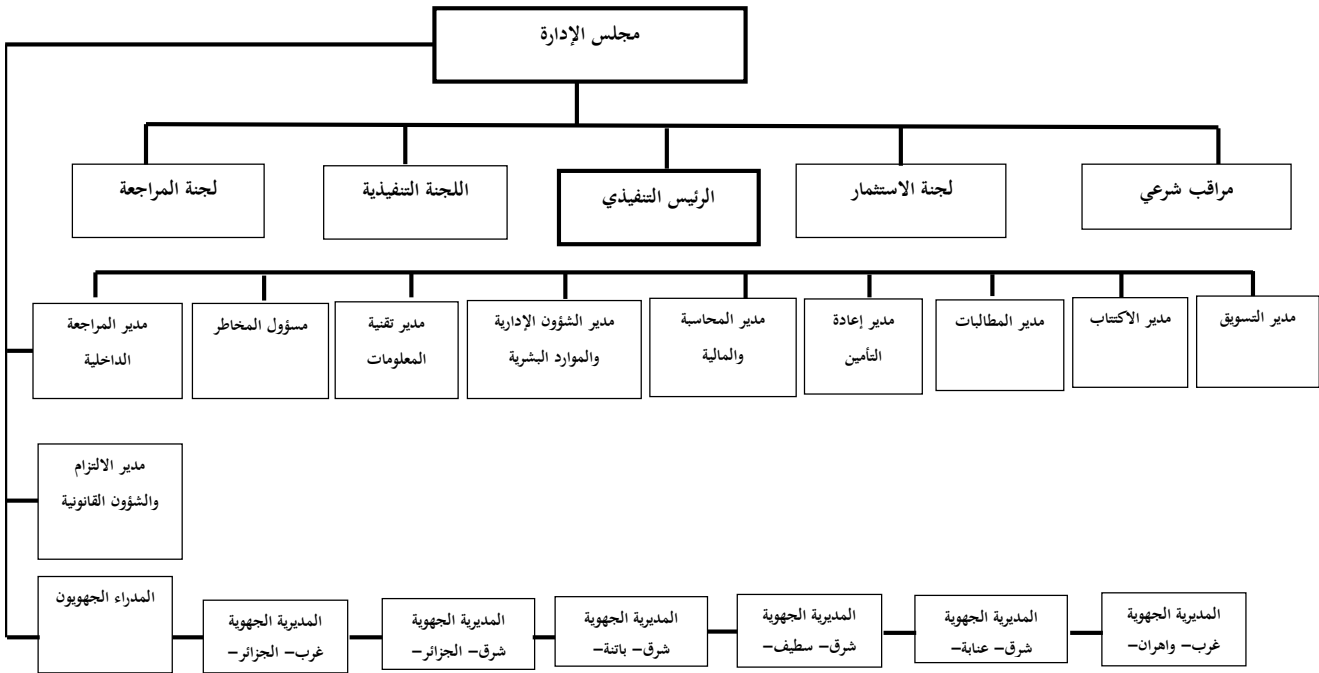 مجلس الإدارة
مراقب شرعي
لجنة الاستثمار
الرئيس التنفيذي
اللجنة التنفيذية
لجنة المراجعة
مدير التسويق
مدير الاكتتاب
مدير المطالبات
مدير إعادة
التأمين
مدير المحاسبة
والمالية
مدير الشؤون الإدارية
والموارد البشرية
مدير تقنية
المعلومات
مسؤول المخاطر
مدير المراجعة
الداخلية
مدير الالتزام
والشؤون القانونية
المدراء الجهويون
المديرية الجهوية
غرب– الجزائر–
المديرية الجهوية
شرق– الجزائر–
المديرية الجهوية
شرق– باتنة–
المديرية الجهوية
شرق– سطيف–
المديرية الجهوية
شرق– عنابة–
المديرية الجهوية
غرب– واهران–